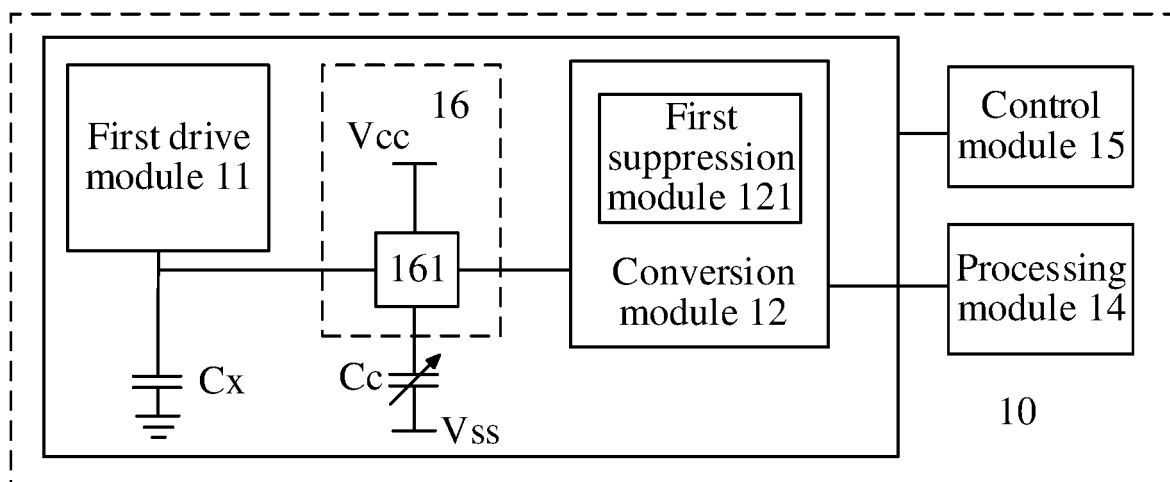 First drive
module 11
16
Vcc
161
Cx
Cc
Vss
First
suppression
module 121
Conversion
module 12
Control
module 15
Processing
module 14
10